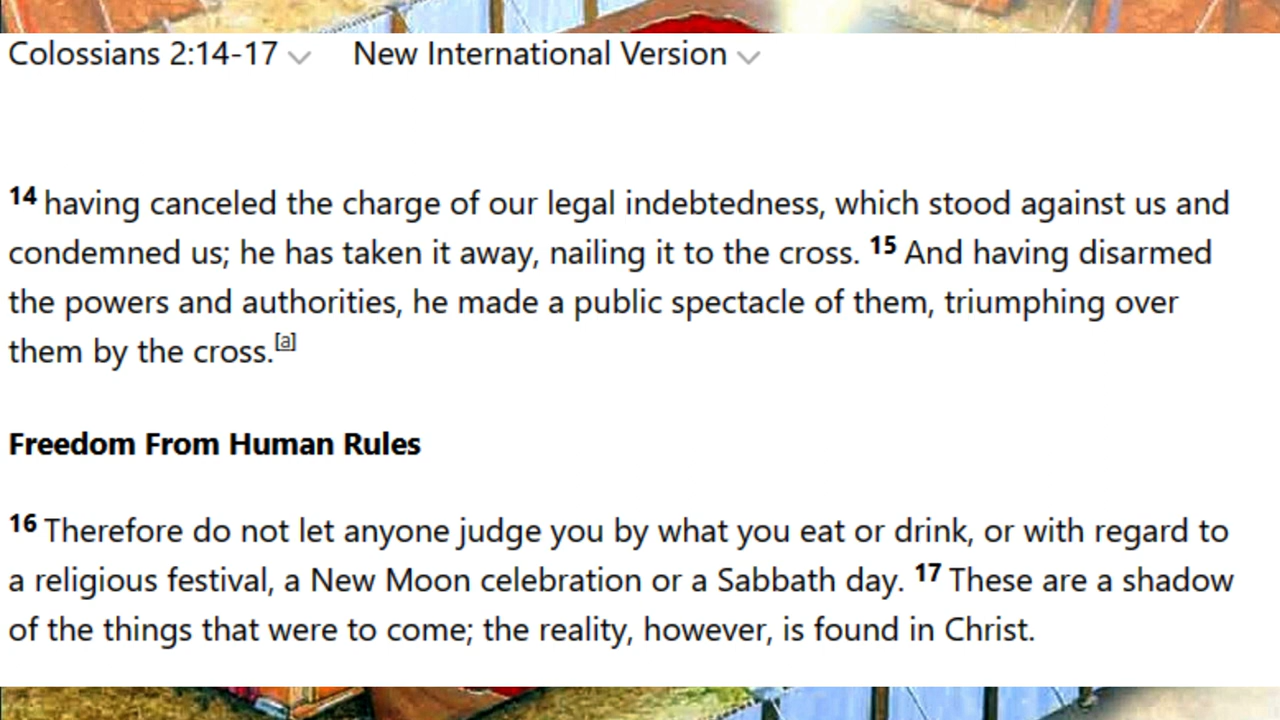 Colossians 2:14-17 New International Version
14 having canceled the charge of our legal indebtedness, which stood against us and
condemned us; he has taken it away, nailing it to the cross. 15 And having disarmed
the powers and authorities, he made a public spectacle of them, triumphing over
them by the cross.[a]
Freedom From Human Rules
16 Therefore do not let anyone judge you by what you eat or drink, or with regard to
a religious festival, a New Moon celebration or a Sabbath day. 17 These are a shadow
of the things that were to come; the reality, however, is found in Christ.